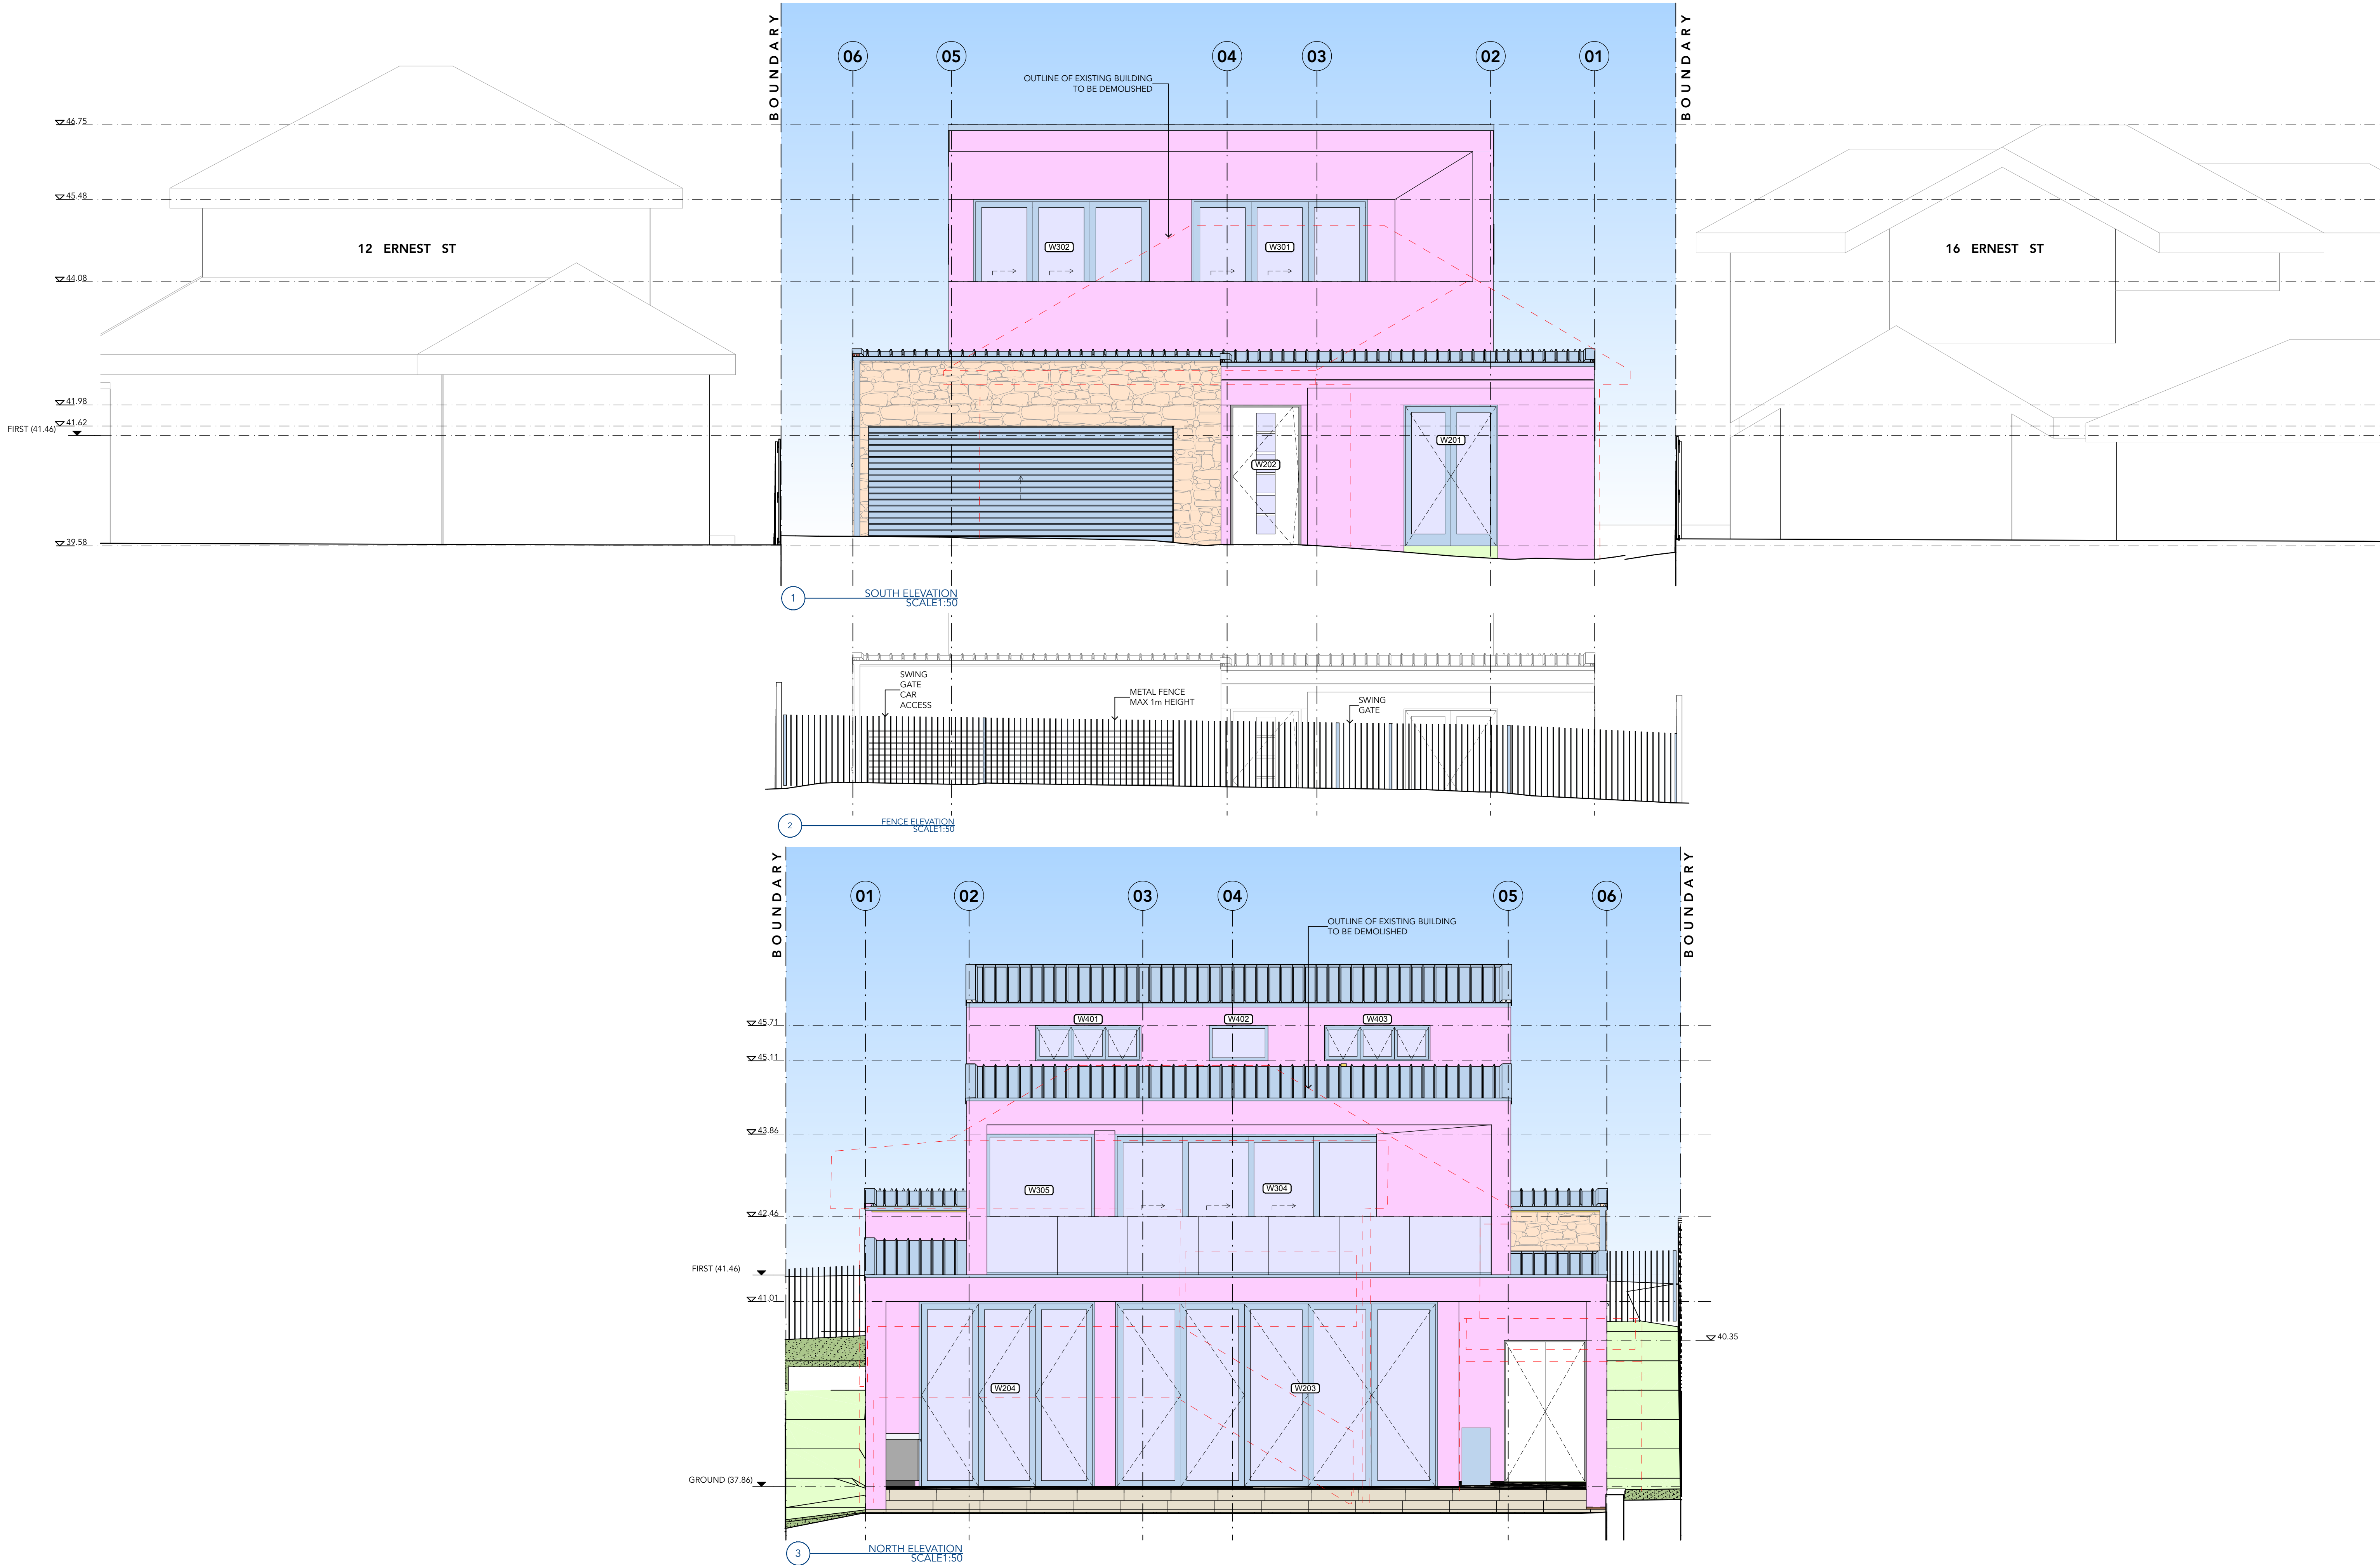 BOUNDARY
BOUNDARY
06
05
04
03
02
01
OUTLINE OF EXISTING BUILDING
TO BE DEMOLISHED
46.75
45.48
44.08
41.98
41.62
FIRST (41.46)
39.58
12 ERNEST ST
16 ERNEST ST
W302
W301
W202
W201
1
SOUTH ELEVATION
SCALE1:50
SWING
GATE
CAR
ACCESS
METAL FENCE
MAX 1m HEIGHT
SWING
GATE
2
FENCE ELEVATION
SCALE1:50
BOUNDARY
BOUNDARY
01
02
03
04
05
06
OUTLINE OF EXISTING BUILDING
TO BE DEMOLISHED
W401
W402
W403
45.71
45.11
43.86
W305
W304
42.46
FIRST (41.46)
41.01
40.35
W204
W203
GROUND (37.86)
3
NORTH ELEVATION
SCALE1:50